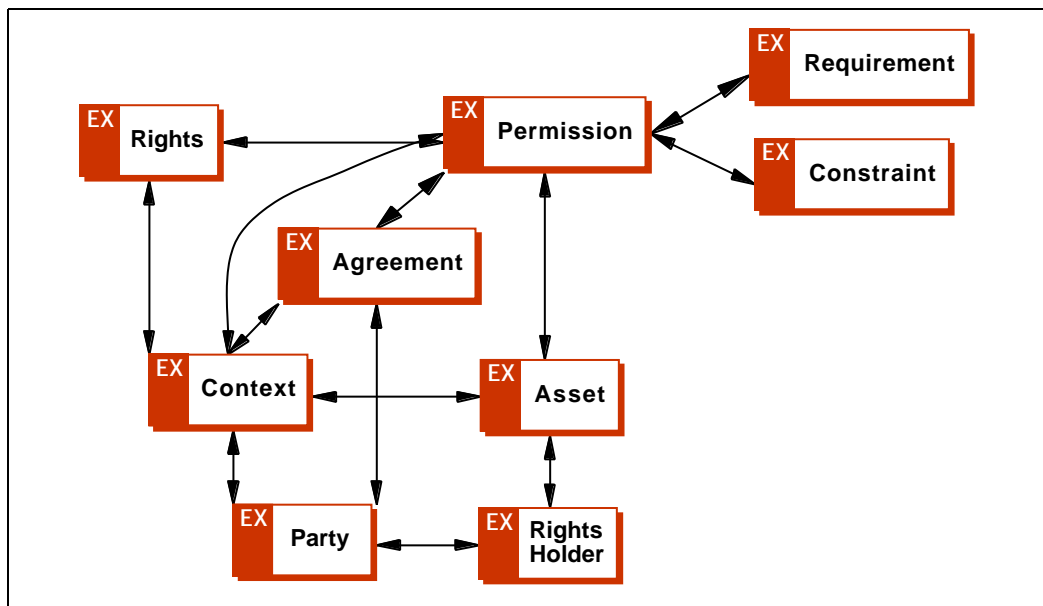 EX
Requirement
EX
Permission
EX
Rights
EX
Constraint
EX
Agreement
EX
Context
EX
Asset
EX
Party
EX
Rights
Holder